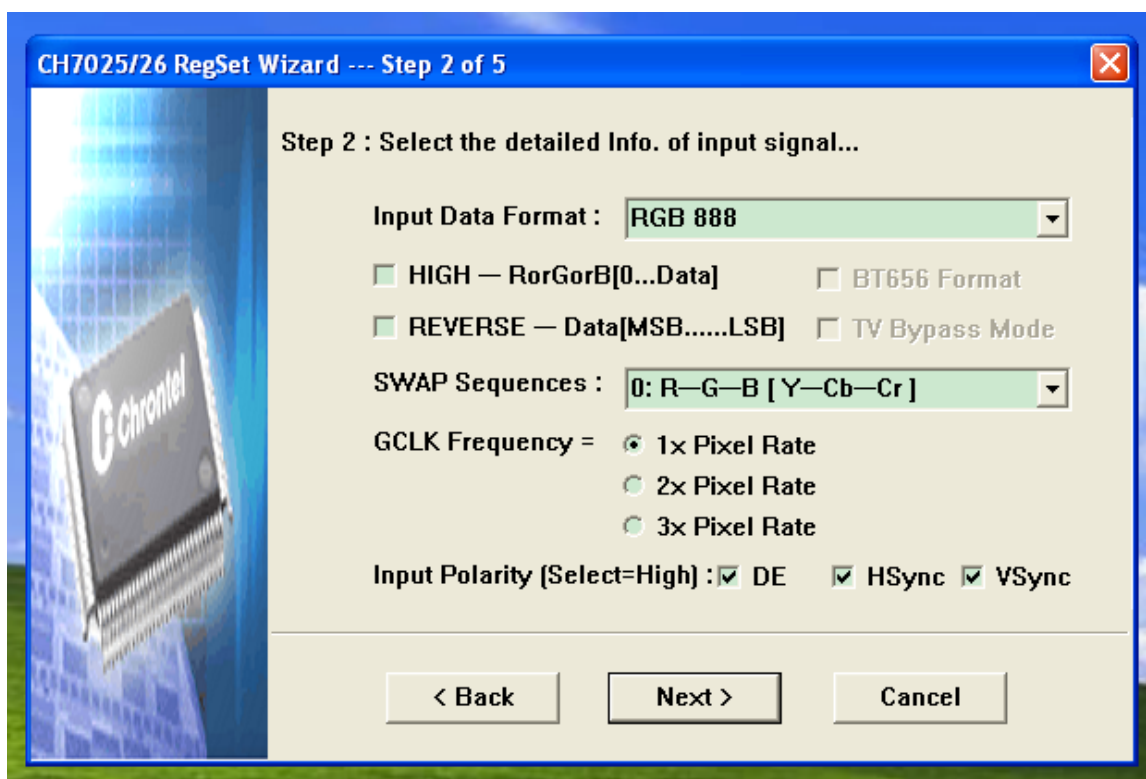 CH7025/26 RegSet Wizard --- Step 2 of 5
Step 2 : Select the detailed Info. of input signal...
Input Data Format : RGB 888
HIGH — RorGorB[0...Data] BT656 Format
REVERSE — Data[MSB......LSB] TV Bypass Mode
SWAP Sequences : 0: R—G—B [ Y—Cb—Cr ]
GCLK Frequency = 1x Pixel Rate
2x Pixel Rate
3x Pixel Rate
Input Polarity (Select=High) : DE HSync VSync
Chrontel
< Back Next > Cancel